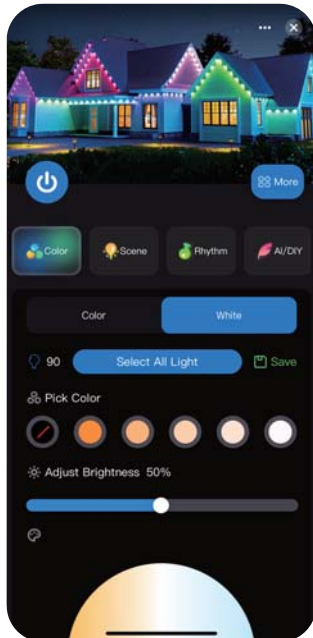 More
Color
Scene
Rhythm
AI/DIY
Color
White
90
Select All Light
Save
Pick Color
Adjust Brightness 50%